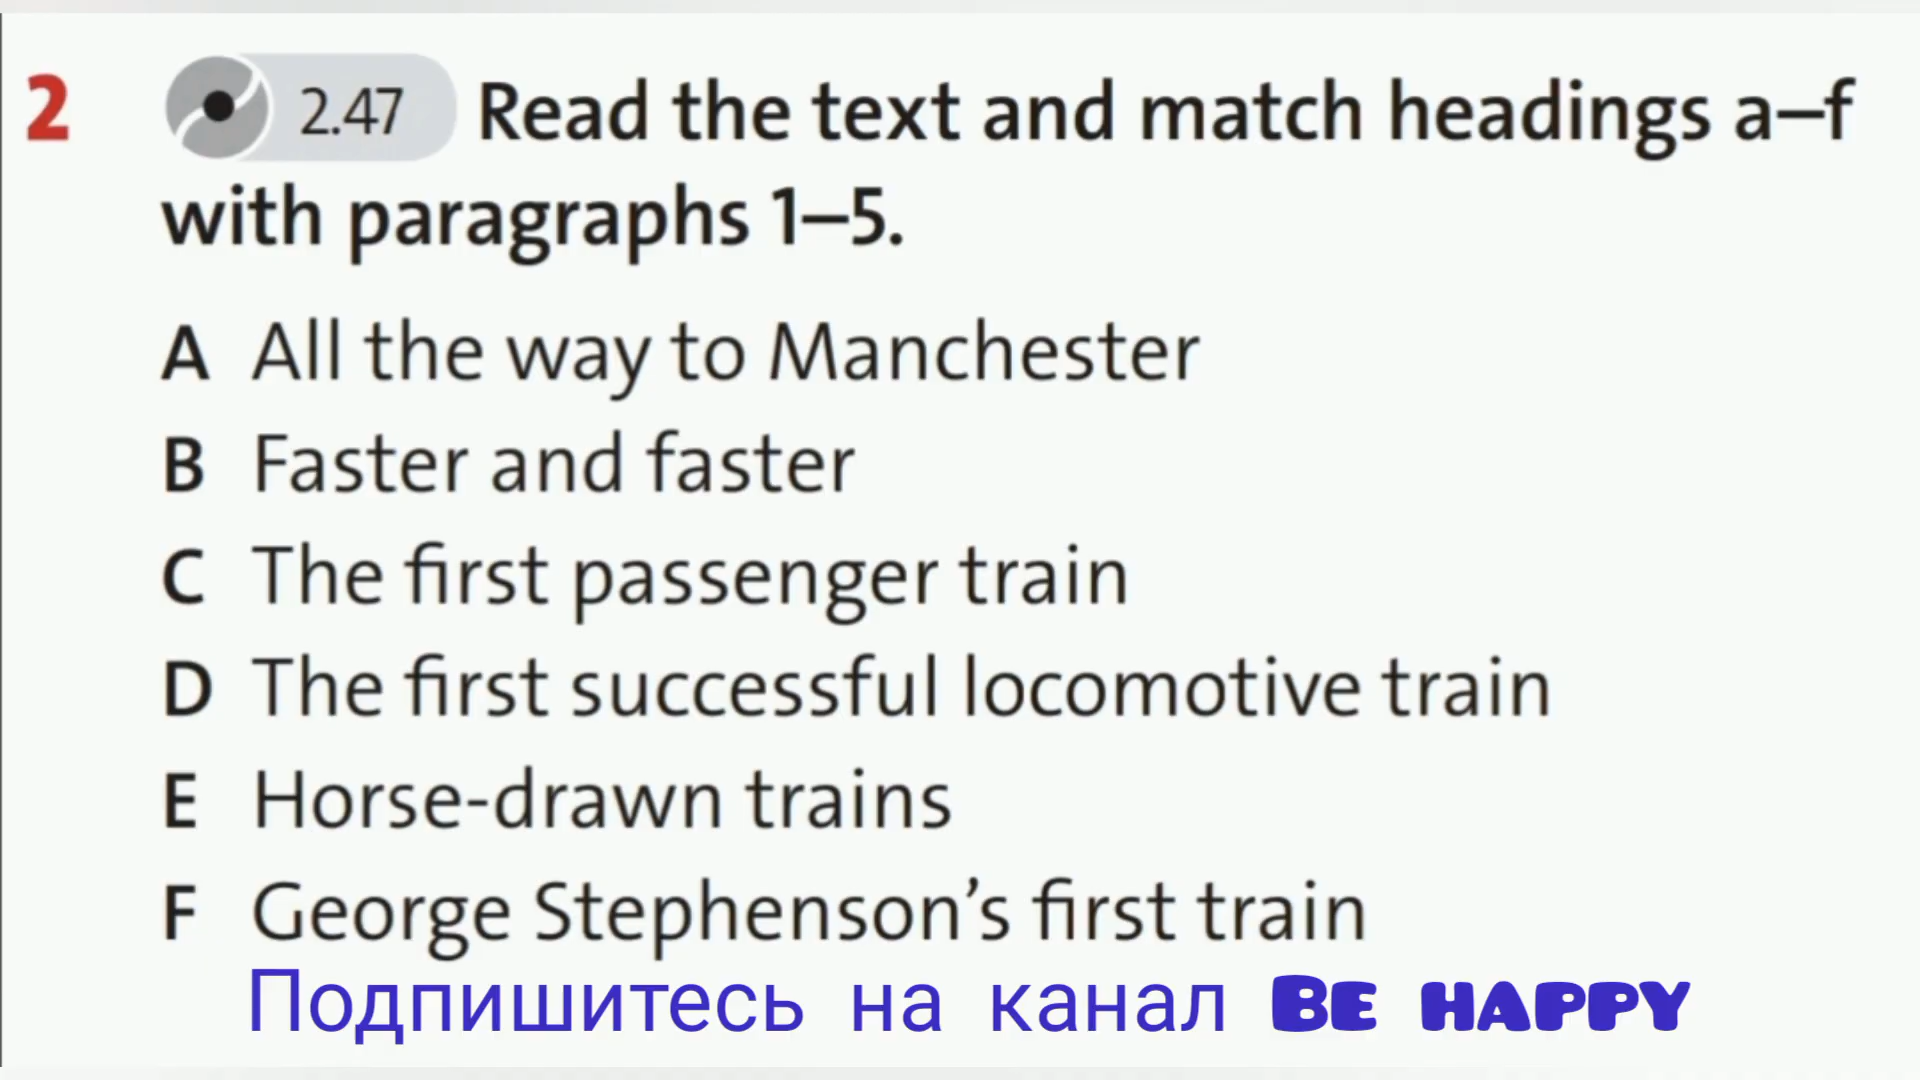 2 2.47 Read the text and match headings a–f
with paragraphs 1–5.
A All the way to Manchester
B Faster and faster
C The first passenger train
D The first successful locomotive train
E Horse-drawn trains
F George Stephenson’s first train
Подпишитесь на канал BE HAPPY